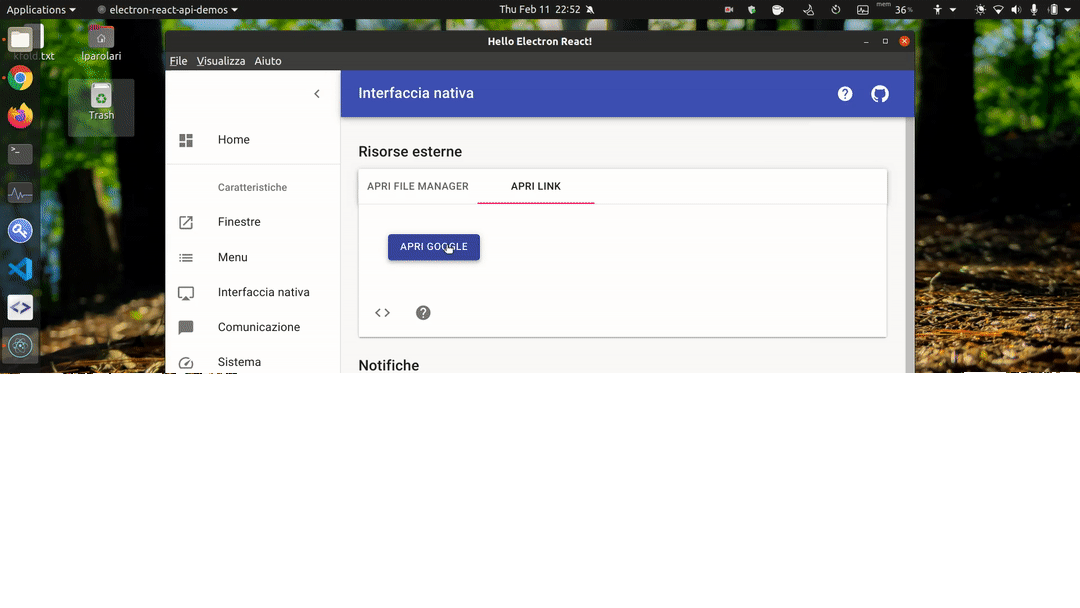 Applications electron-react-api-demos Thu Feb 11 22:52 mem 36%
kfold.txt lparolari
Trash
Hello Electron React!
File Visualizza Aiuto
Interfaccia nativa
Home
Caratteristiche
Finestre
Menu
Interfaccia nativa
Comunicazione
Sistema
Risorse esterne
APRI FILE MANAGER APRI LINK
APRI GOOGLE
Notifiche